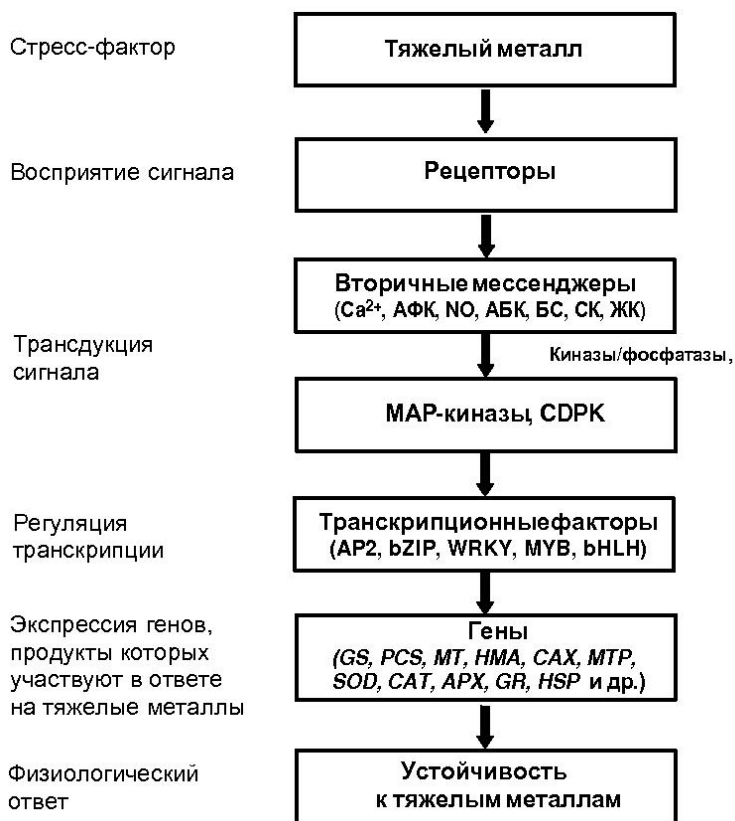 Стресс-фактор
Тяжелый металл
Восприятие сигнала
Рецепторы
Вторичные мессенджеры
(Ca²⁺, АФК, NO, АБК, БС, СК, ЖК)
Трансдукция
сигнала
Киназы/фосфатазы,
МАР-киназы, CDPK
Регуляция
транскрипции
Транскрипционныефакторы
(AP2, bZIP, WRKY, MYB, bHLH)
Экспрессия генов,
продукты которых
участвуют в ответе
на тяжелые металлы
Гены
(GS, PCS, MT, HMA, CAX, MTP,
SOD, CAT, APX, GR, HSP и др.)
Физиологический
ответ
Устойчивость
к тяжелым металлам